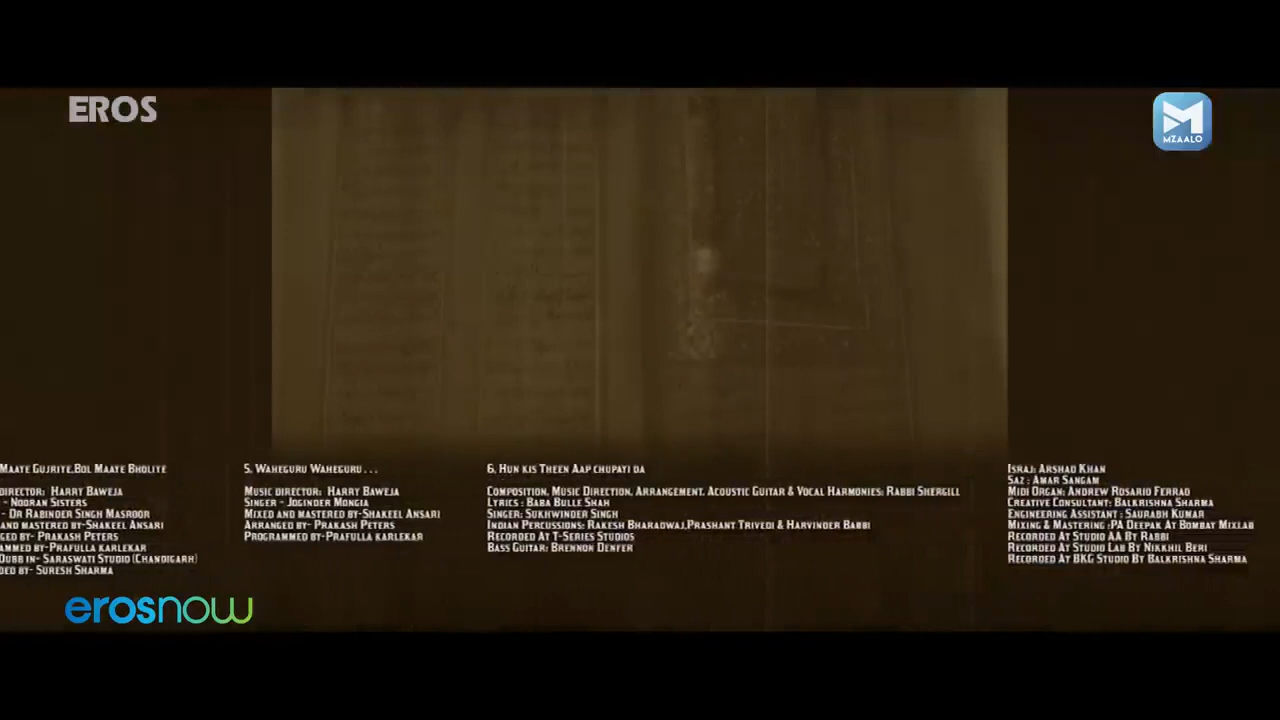 EROS
MZAALO
Maate Gujriye,Bol Maate Bholiye
director: Harry Baweja
- Nooran Sisters
- Dr Rabinder Singh Masroor
and mastered by-Shakeel Ansari
ged by- Prakash Peters
ammed by-Prafulla karlekar
Dubb in- Saraswati Studio (Chandigarh)
ded by- Suresh Sharma
5. Waheguru Waheguru . . .
Music director: Harry Baweja
Singer - Joginder Mongia
Mixed and mastered by-Shakeel Ansari
Arranged by- Prakash Peters
Programmed by-Prafulla karlekar
6. Hun kis Theen Aap chupayi da
Composition, Music Direction, Arrangement, Acoustic Guitar & Vocal Harmonies: Rabbi Shergill
Lyrics : Baba Bulle Shah
Singer: Sukhwinder Singh
Indian Percussions: Rakesh Bharadwaj,Prashant Trivedi & Harvinder Babbi
Recorded At T-Series Studios
Bass Guitar: Brennon Denfer
Israj: Arshad Khan
Saz : Amar Sangam
Midi Organ: Andrew Rosario Ferrao
Creative Consultant: Balkrishna Sharma
Engineering Assistant : Saurabh Kumar
Mixing & Mastering :PA Deepak At Bombay Mixlab
Recorded At Studio AA By Rabbi
Recorded At Studio Lab By Nikkhil Beri
Recorded At BKG Studio By Balkrishna Sharma
erosnow